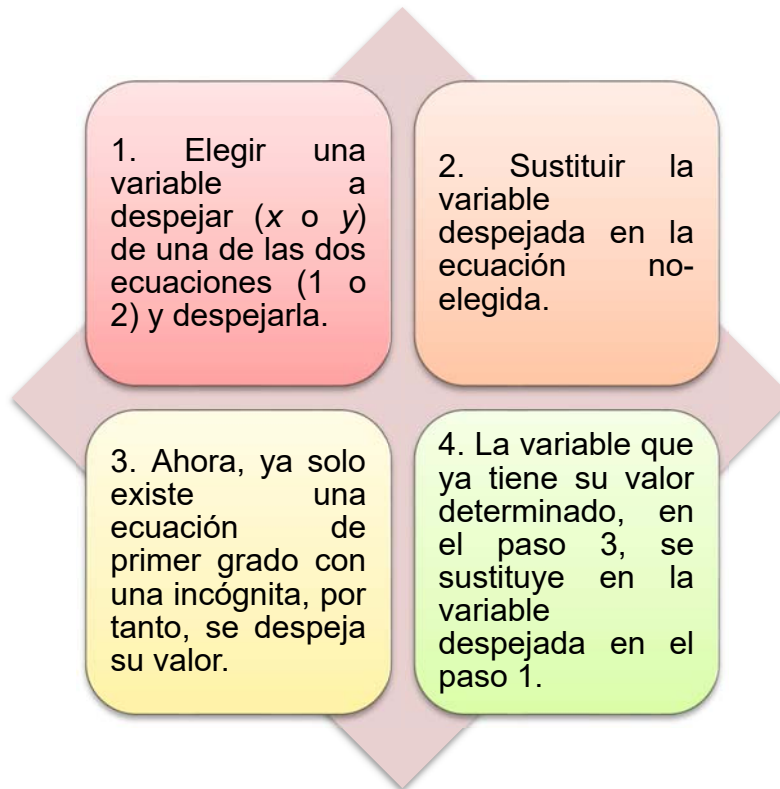 1. Elegir una
variable a
despejar (x o y)
de una de las dos
ecuaciones (1 o
2) y despejarla.
2. Sustituir la
variable
despejada en la
ecuación no-
elegida.
3. Ahora, ya solo
existe una
ecuación de
primer grado con
una incógnita, por
tanto, se despeja
su valor.
4. La variable que
ya tiene su valor
determinado, en
el paso 3, se
sustituye en la
variable
despejada en el
paso 1.